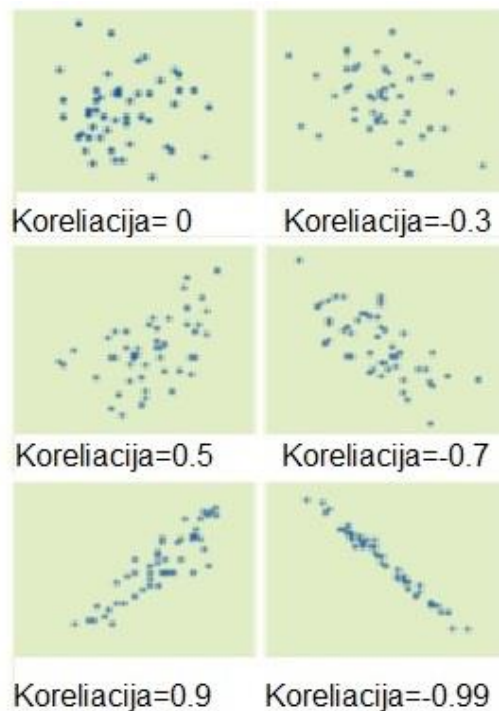 Koreliacija= 0
Koreliacija=-0.3
Koreliacija=0.5
Koreliacija=-0.7
Koreliacija=0.9
Koreliacija=-0.99